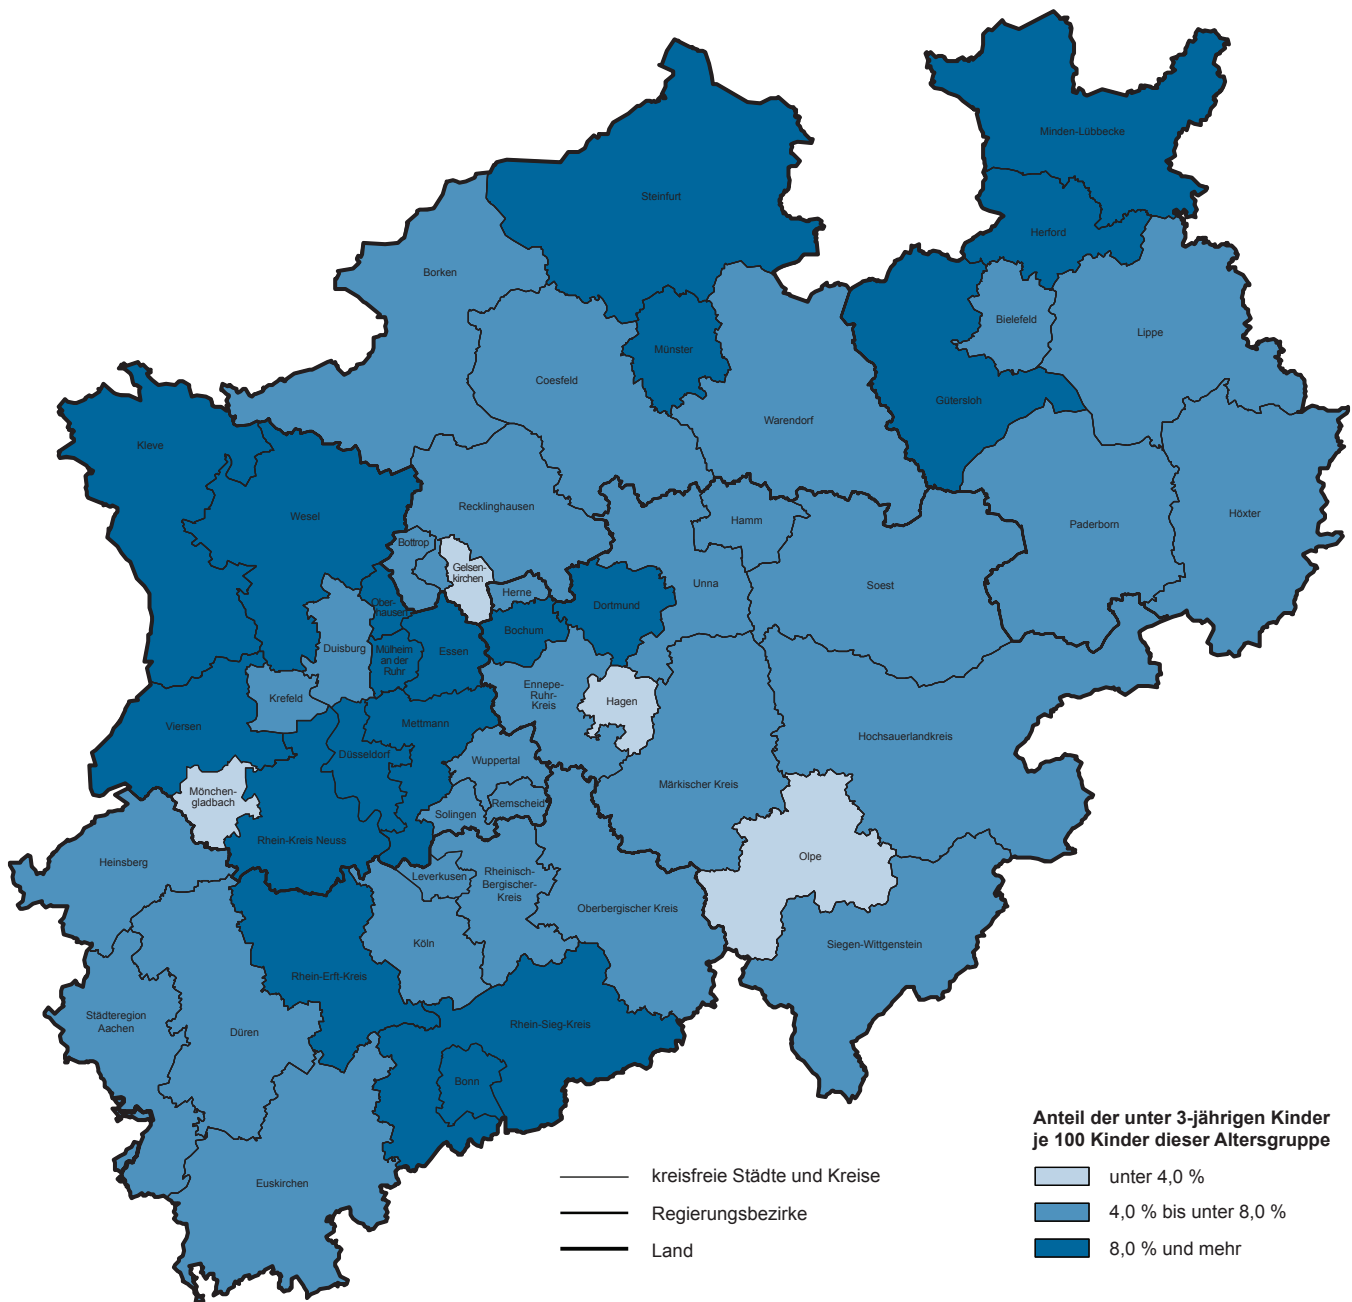 Minden-Lübbecke
Steinfurt
Herford
Borken
Bielefeld
Lippe
Münster
Coesfeld
Gütersloh
Warendorf
Kleve
Recklinghausen
Wesel
Hamm
Paderborn
Höxter
Bottrop
Gelsen-
kirchen
Herne
Unna
Soest
Ober-
hausen
Dortmund
Bochum
Duisburg
Mülheim
an der
Ruhr
Essen
Ennepe-
Ruhr-
Kreis
Krefeld
Hagen
Viersen
Mettmann
Hochsauerlandkreis
Düsseldorf
Wuppertal
Märkischer Kreis
Mönchen-
gladbach
Remscheid
Solingen
Rhein-Kreis Neuss
Heinsberg
Olpe
Leverkusen
Rheinisch-
Bergischer-
Kreis
Oberbergischer Kreis
Köln
Siegen-Wittgenstein
Rhein-Erft-Kreis
Städteregion
Aachen
Düren
Rhein-Sieg-Kreis
Bonn
Euskirchen
kreisfreie Städte und Kreise
Regierungsbezirke
Land
Anteil der unter 3-jährigen Kinder
je 100 Kinder dieser Altersgruppe
unter 4,0 %
4,0 % bis unter 8,0 %
8,0 % und mehr